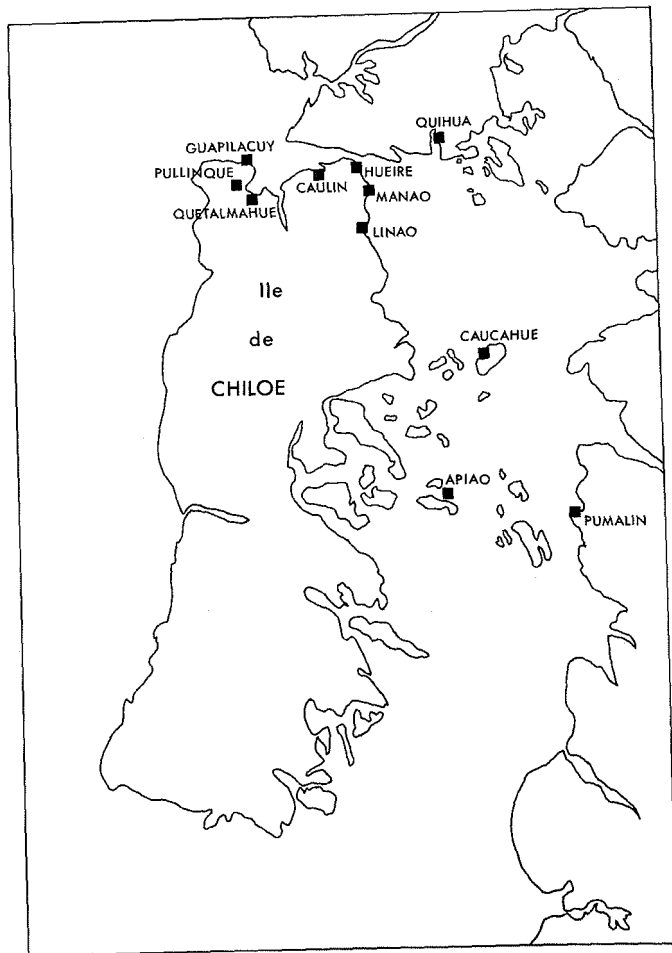 QUIHUA
GUAPILACUY
PULLINQUE
QUETALMAHUE
CAULIN
HUEIRE
MANAO
LINAO
Ile
de
CHILOE
CAUCAHUE
APIAO
PUMALIN